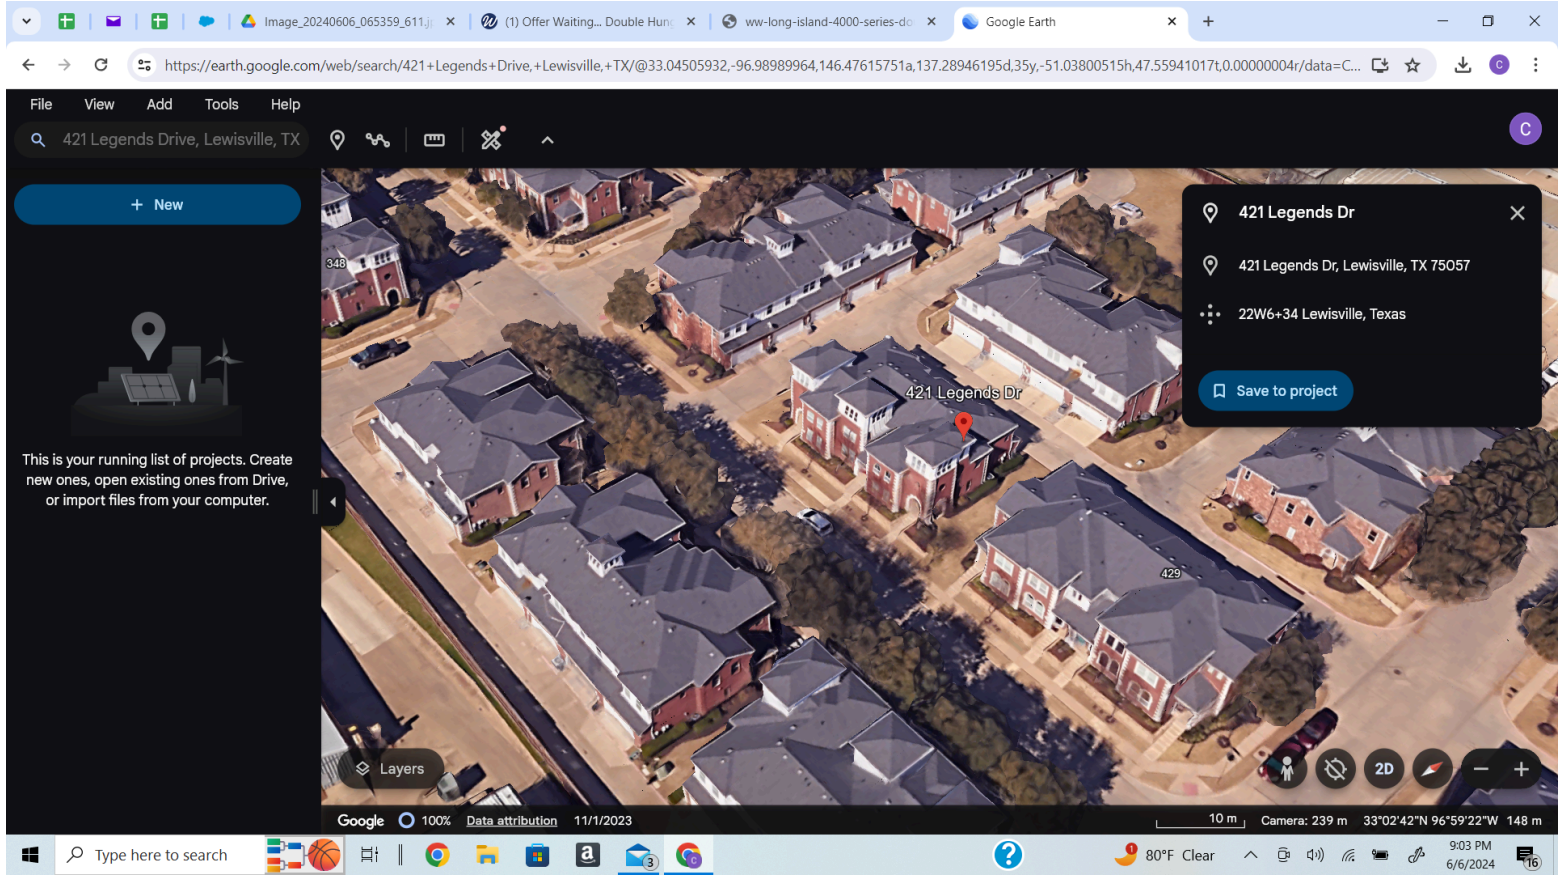 Image_20240606_065359_611.j
(1) Offer Waiting... Double Hung
ww-long-island-4000-series-do
Google Earth
https://earth.google.com/web/search/421+Legends+Drive,+Lewisville,+TX/@33.04505932,-96.98989964,146.47615751a,137.28946195d,35y,-51.03800515h,47.55941017t,0.00000004r/data=C...
C
File View Add Tools Help
421 Legends Drive, Lewisville, TX
C
New
421 Legends Dr
421 Legends Dr, Lewisville, TX 75057
22W6+34 Lewisville, Texas
Save to project
348
421 Legends Dr
429
This is your running list of projects. Create
new ones, open existing ones from Drive,
or import files from your computer.
Layers
2D
Google 100% Data attribution 11/1/2023
10 m Camera: 239 m 33°02'42"N 96°59'22"W 148 m
Type here to search
a
3
C
?
1
80°F Clear
9:03 PM
6/6/2024
16